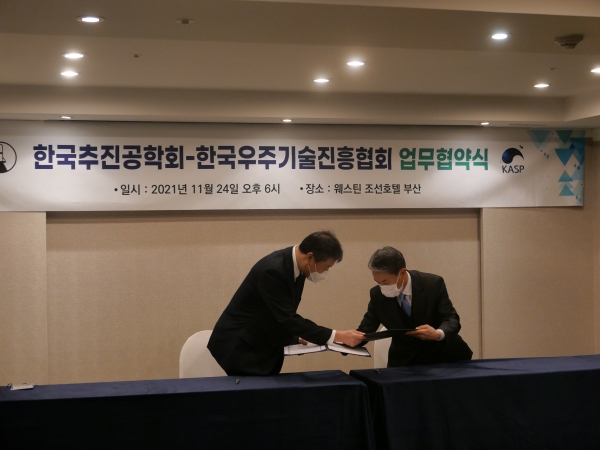 한국추진공학회-한국우주기술진흥협회 업무협약식
KASP
•일시 : 2021년 11월 24일 오후 6시 •장소 : 웨스틴 조선호텔 부산